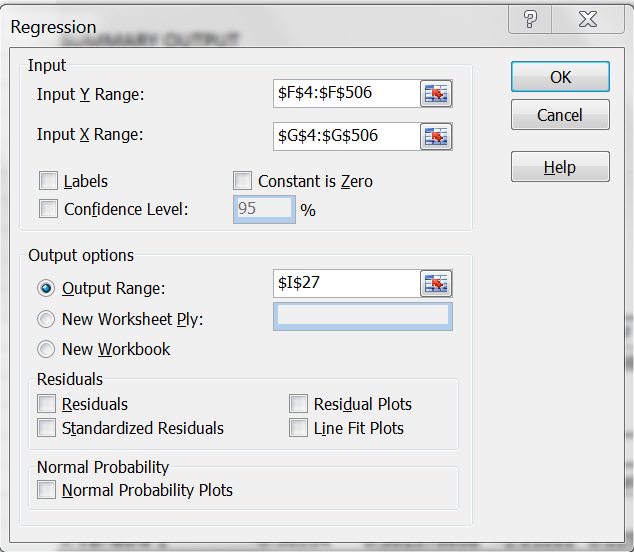 SUMMARY OUTPUT
Regression
Input
Input Y Range:
$F$4:$F$506
Input X Range:
$G$4:$G$506
Labels
Constant is Zero
Confidence Level:
95
%
OK
Cancel
Help
Output options
Output Range:
$I$27
New Worksheet Ply:
New Workbook
Residuals
Residuals
Residual Plots
Standardized Residuals
Line Fit Plots
Normal Probability
Normal Probability Plots